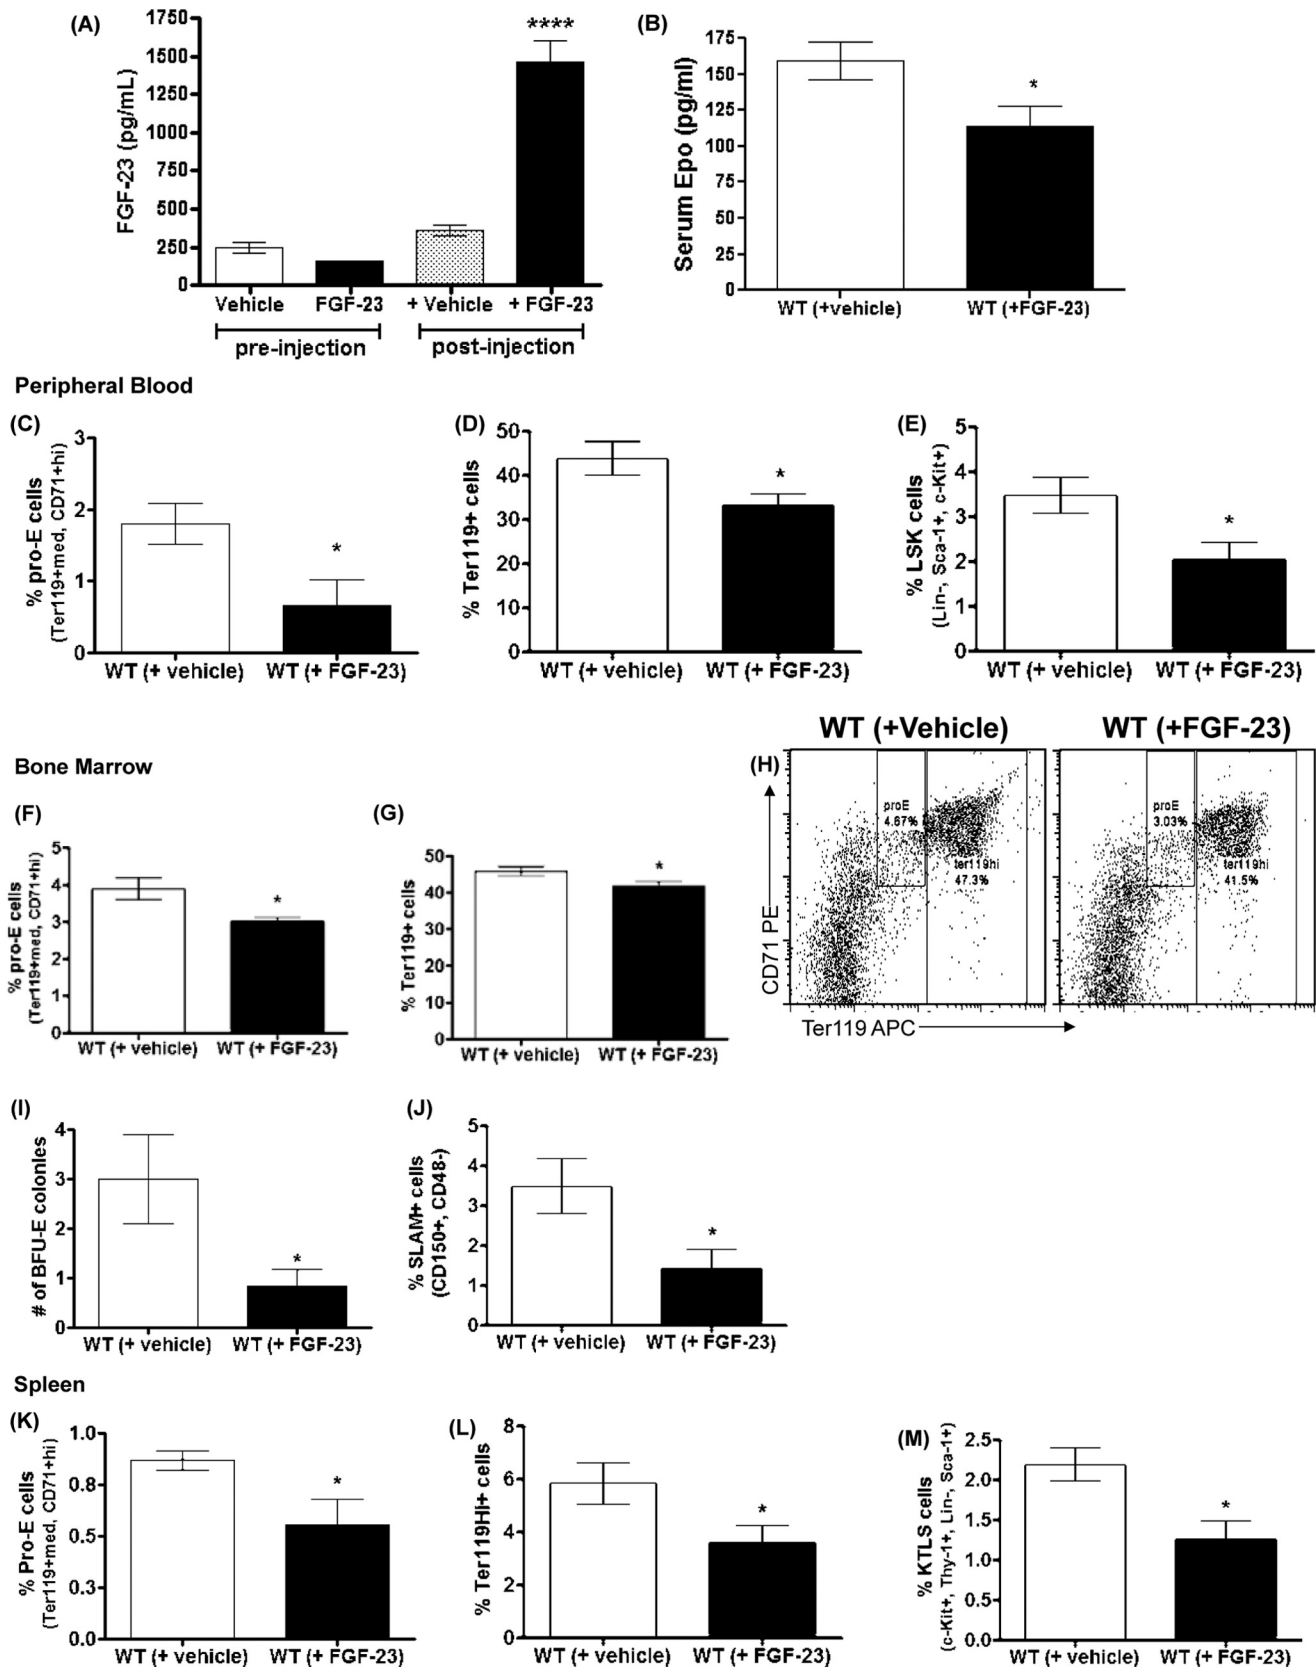 (A)
FGF-23 (pg/mL)
1750
1500
1250
1000
750
500
250
0
****
Vehicle FGF-23 + Vehicle + FGF-23
pre-injection post-injection
(B)
Serum Epo (pg/ml)
175
150
125
100
75
50
25
0
*
WT (+vehicle) WT (+FGF-23)
Peripheral Blood
(C)
% pro-E cells
(Ter119+med, CD71+hi)
3
2
1
0
*
WT (+ vehicle) WT (+ FGF-23)
(D)
% Ter119+ cells
50
40
30
20
10
0
*
WT (+ vehicle) WT (+ FGF-23)
(E)
% LSK cells
(Lin-, Sca-1+, c-Kit+)
5
4
3
2
1
0
*
WT (+ vehicle) WT (+ FGF-23)
Bone Marrow
(F)
% pro-E cells
(Ter119+med, CD71+hi)
5
4
3
2
1
0
*
WT (+ vehicle) WT (+ FGF-23)
(G)
% Ter119+ cells
50
40
30
20
10
0
*
WT (+ vehicle) WT (+ FGF-23)
(H)
WT (+Vehicle) WT (+FGF-23)
CD71 PE
proE
4.67%
ter119hi
47.3%
proE
3.03%
ter119hi
41.5%
Ter119 APC
(I)
# of BFU-E colonies
4
3
2
1
0
*
WT (+ vehicle) WT (+ FGF-23)
(J)
% SLAM+ cells
(CD150+, CD48-)
5
4
3
2
1
0
*
WT (+ vehicle) WT (+ FGF-23)
Spleen
(K)
% Pro-E cells
(Ter119+med, CD71+hi)
1.0
0.8
0.5
0.3
0.0
*
WT (+ vehicle) WT (+ FGF-23)
(L)
% Ter119Hi+ cells
8
6
4
2
0
*
WT (+ vehicle) WT (+ FGF-23)
(M)
% KTLS cells
(c-Kit+, Thy-1+, Lin-, Sca-1+)
2.5
2.0
1.5
1.0
0.5
0.0
*
WT (+ vehicle) WT (+ FGF-23)